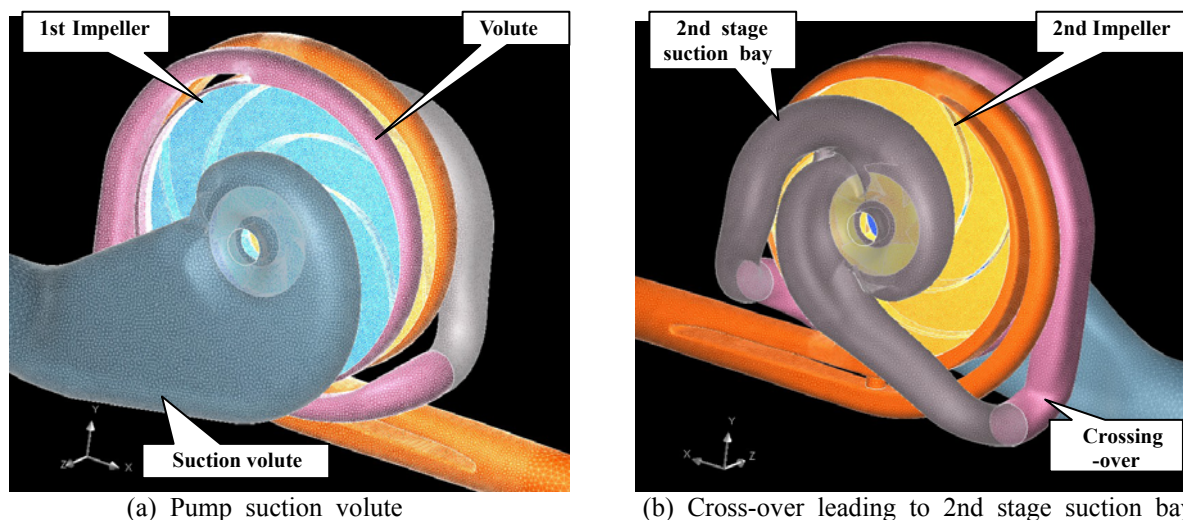 1st Impeller
Volute
Suction volute
Y
Z
X
(a) Pump suction volute
2nd stage
suction bay
2nd Impeller
Crossing
-over
Y
X
Z
(b) Cross-over leading to 2nd stage suction bay